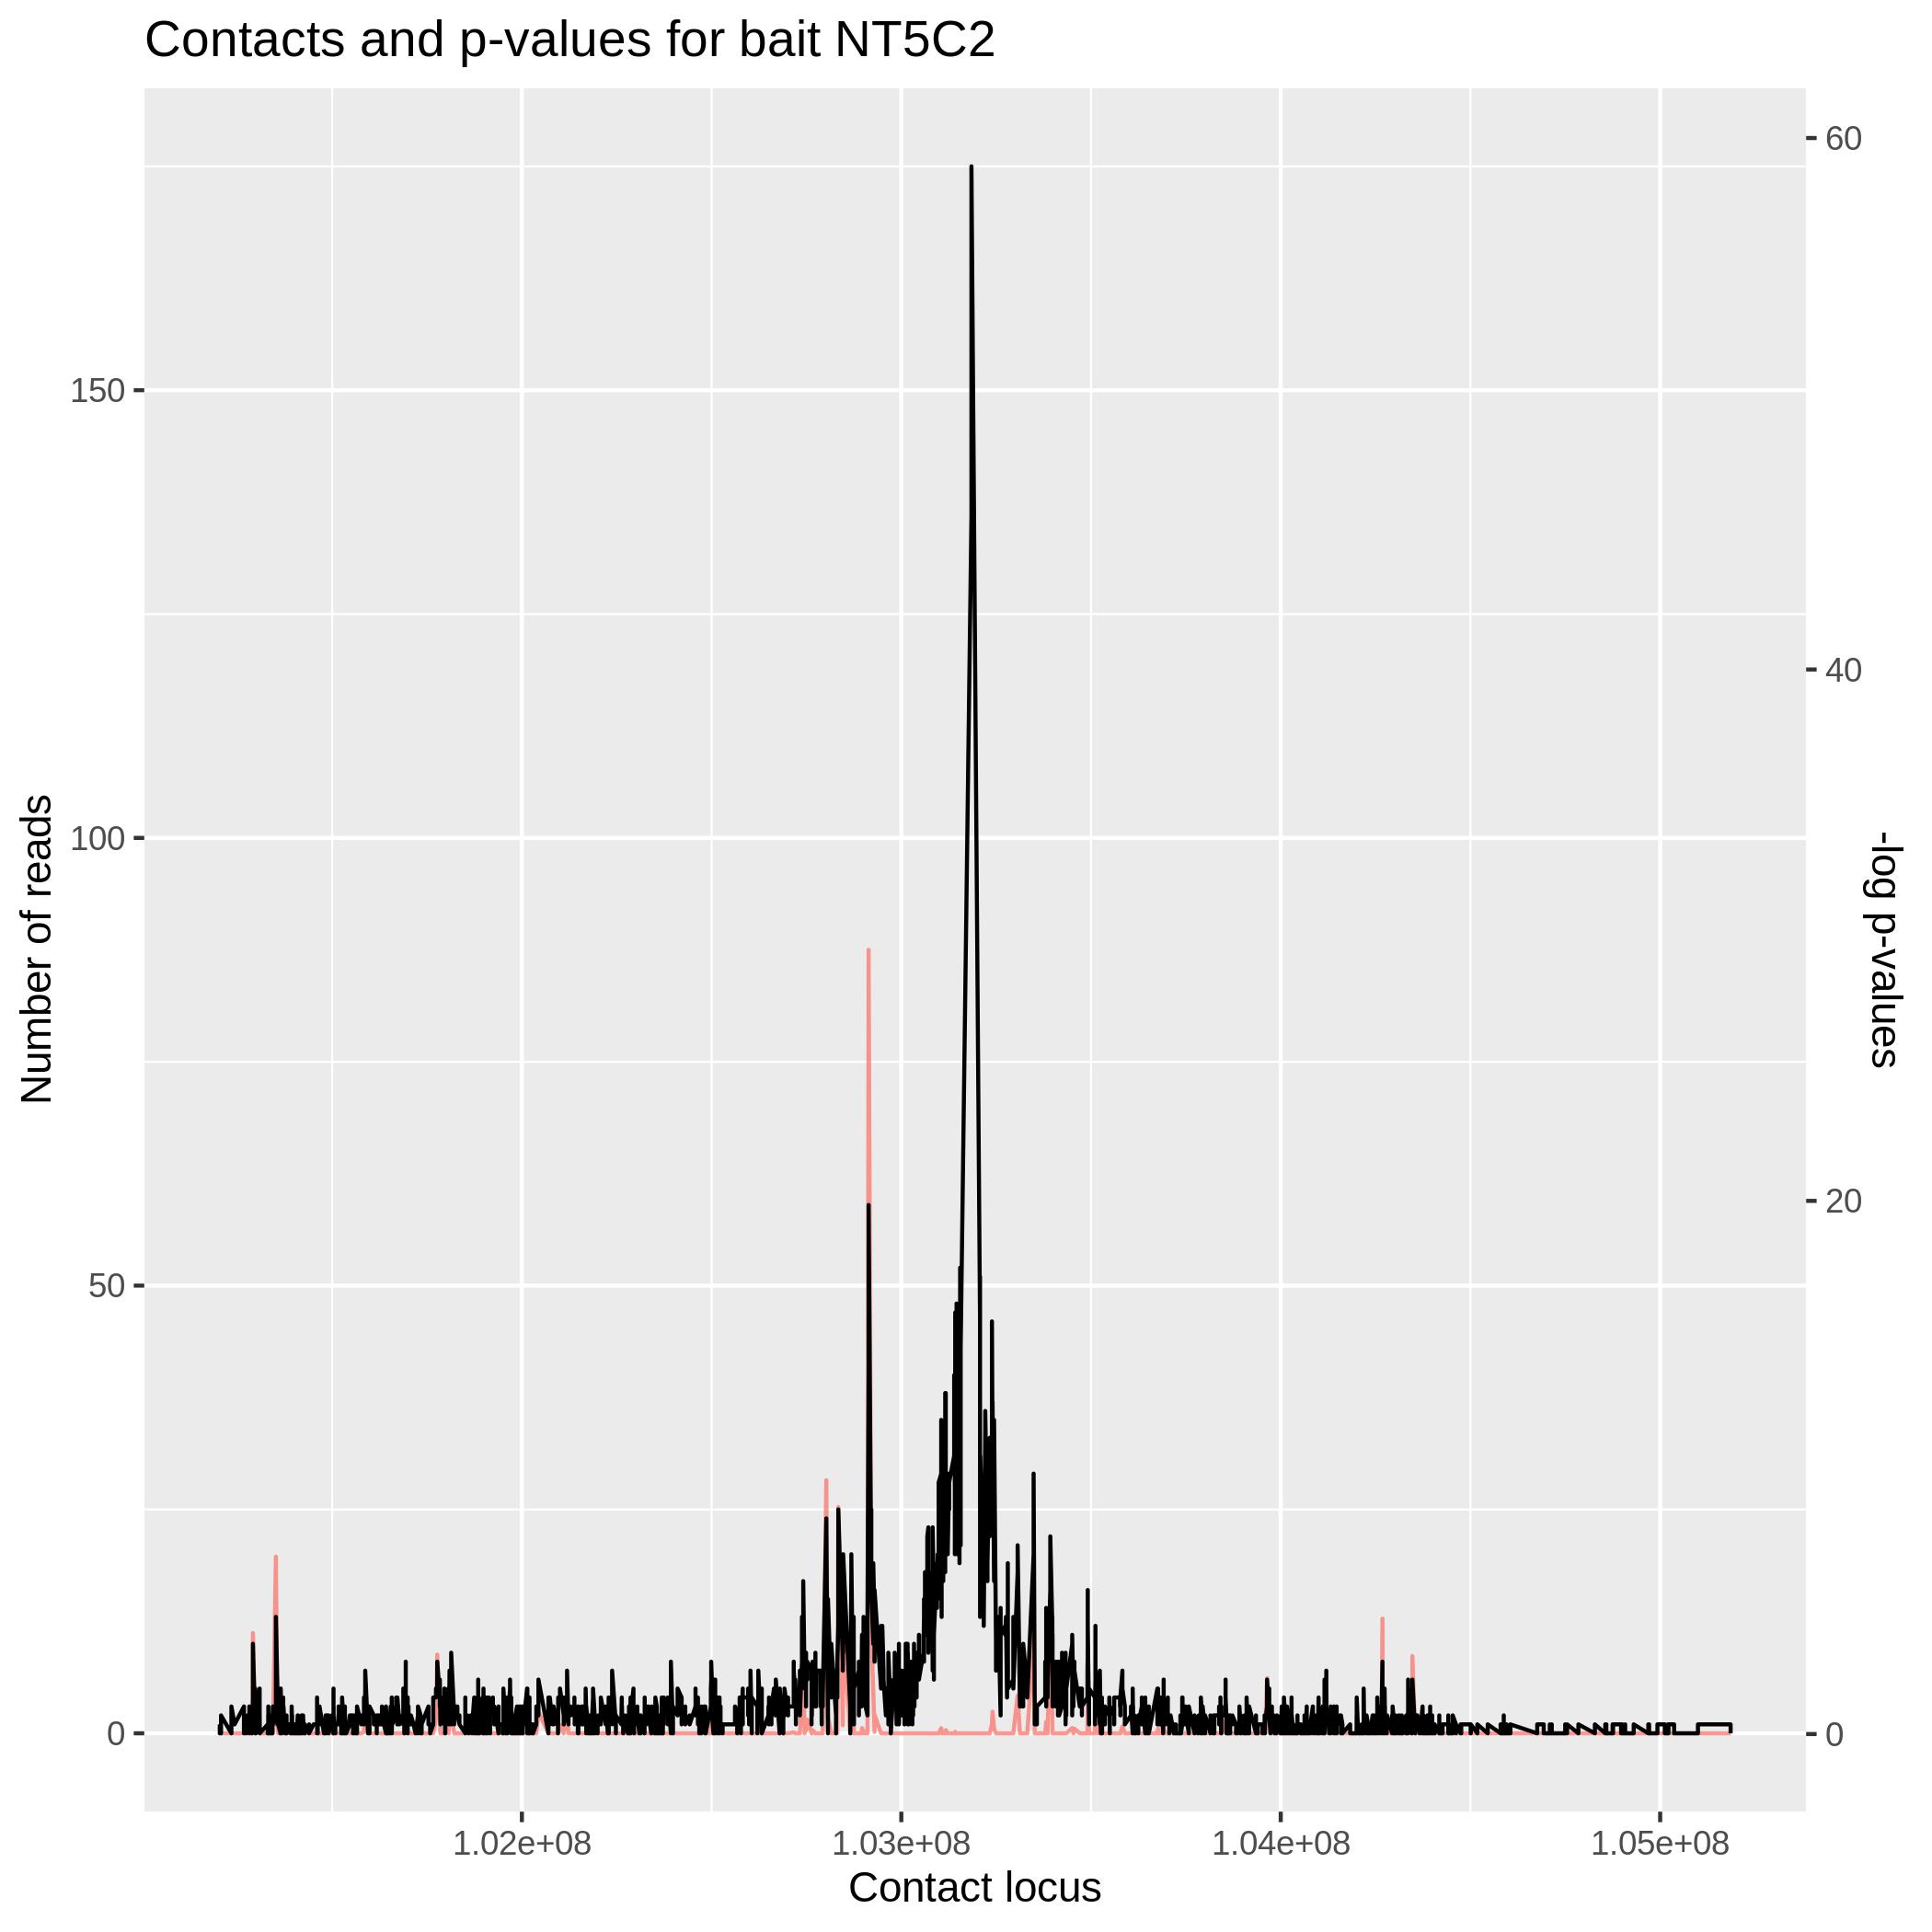 Contacts and p-values for bait NT5C2
60
150
40
100
20
50
0
0
Number of reads
-log p-values
1.02e+08
1.03e+08
1.04e+08
1.05e+08
Contact locus